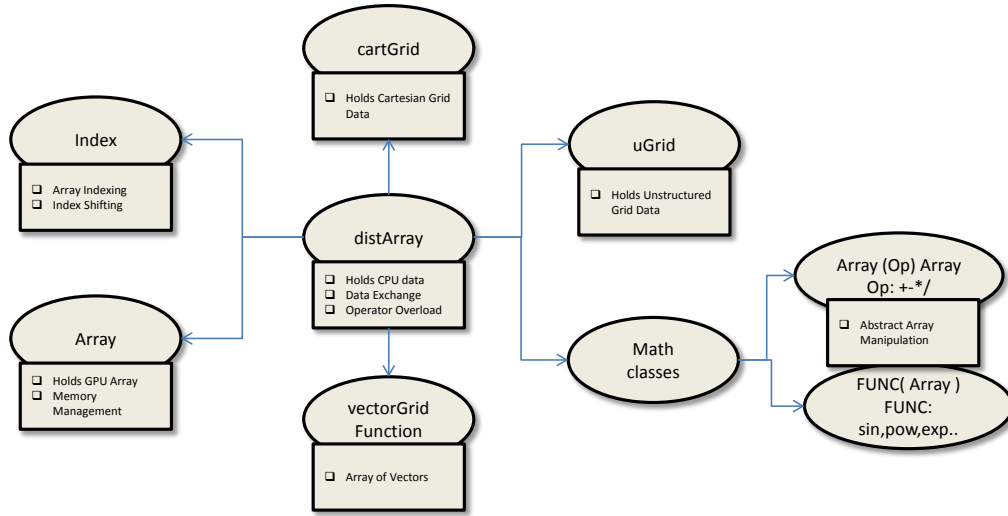 cartGrid
Holds Cartesian Grid
Data
Index
Array Indexing
Index Shifting
uGrid
Holds Unstructured
Grid Data
distArray
Holds CPU data
Data Exchange
Operator Overload
Array (Op) Array
Op: +-*/
Abstract Array
Manipulation
Array
Holds GPU Array
Memory
Management
Math
classes
FUNC( Array )
FUNC:
sin,pow,exp..
vectorGrid
Function
Array of Vectors